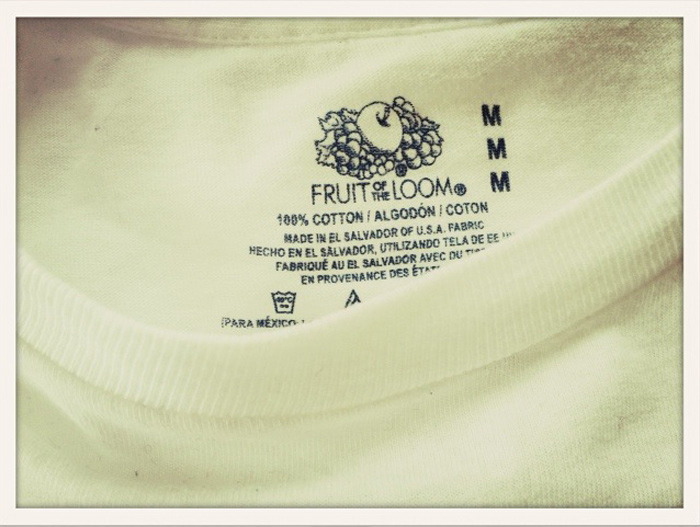 M
M
M
FRUIT OF THE LOOM®
100% COTTON / ALGODÓN / COTON
MADE IN EL SALVADOR OF U.S.A. FABRIC
HECHO EN EL SALVADOR, UTILIZANDO TELA DE EE
FABRIQUÉ AU EL SALVADOR AVEC DU
EN PROVENANCE DES
40°C
[PARA MÉXICO: